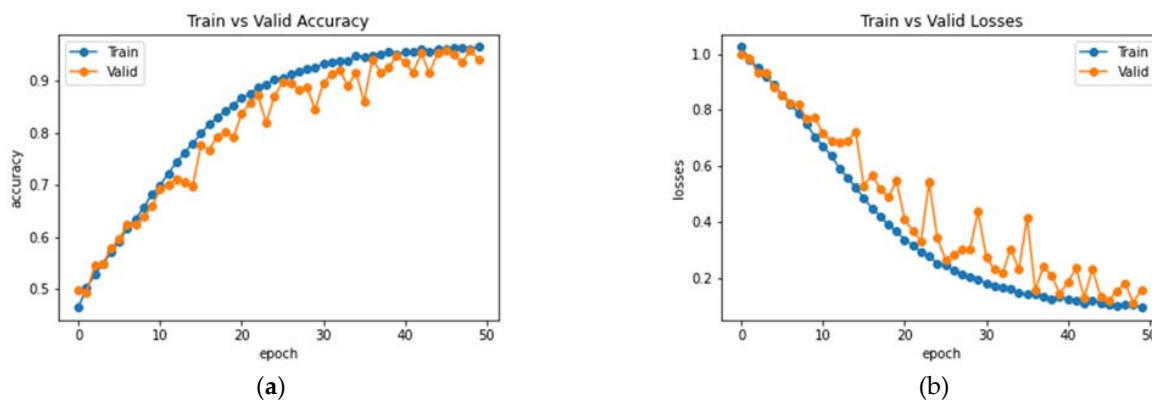 Train vs Valid Accuracy
Train
Valid
0.9
0.8
0.7
0.6
0.5
accuracy
0 10 20 30 40 50
epoch
(a)
Train vs Valid Losses
Train
Valid
1.0
0.8
0.6
0.4
0.2
losses
0 10 20 30 40 50
epoch
(b)